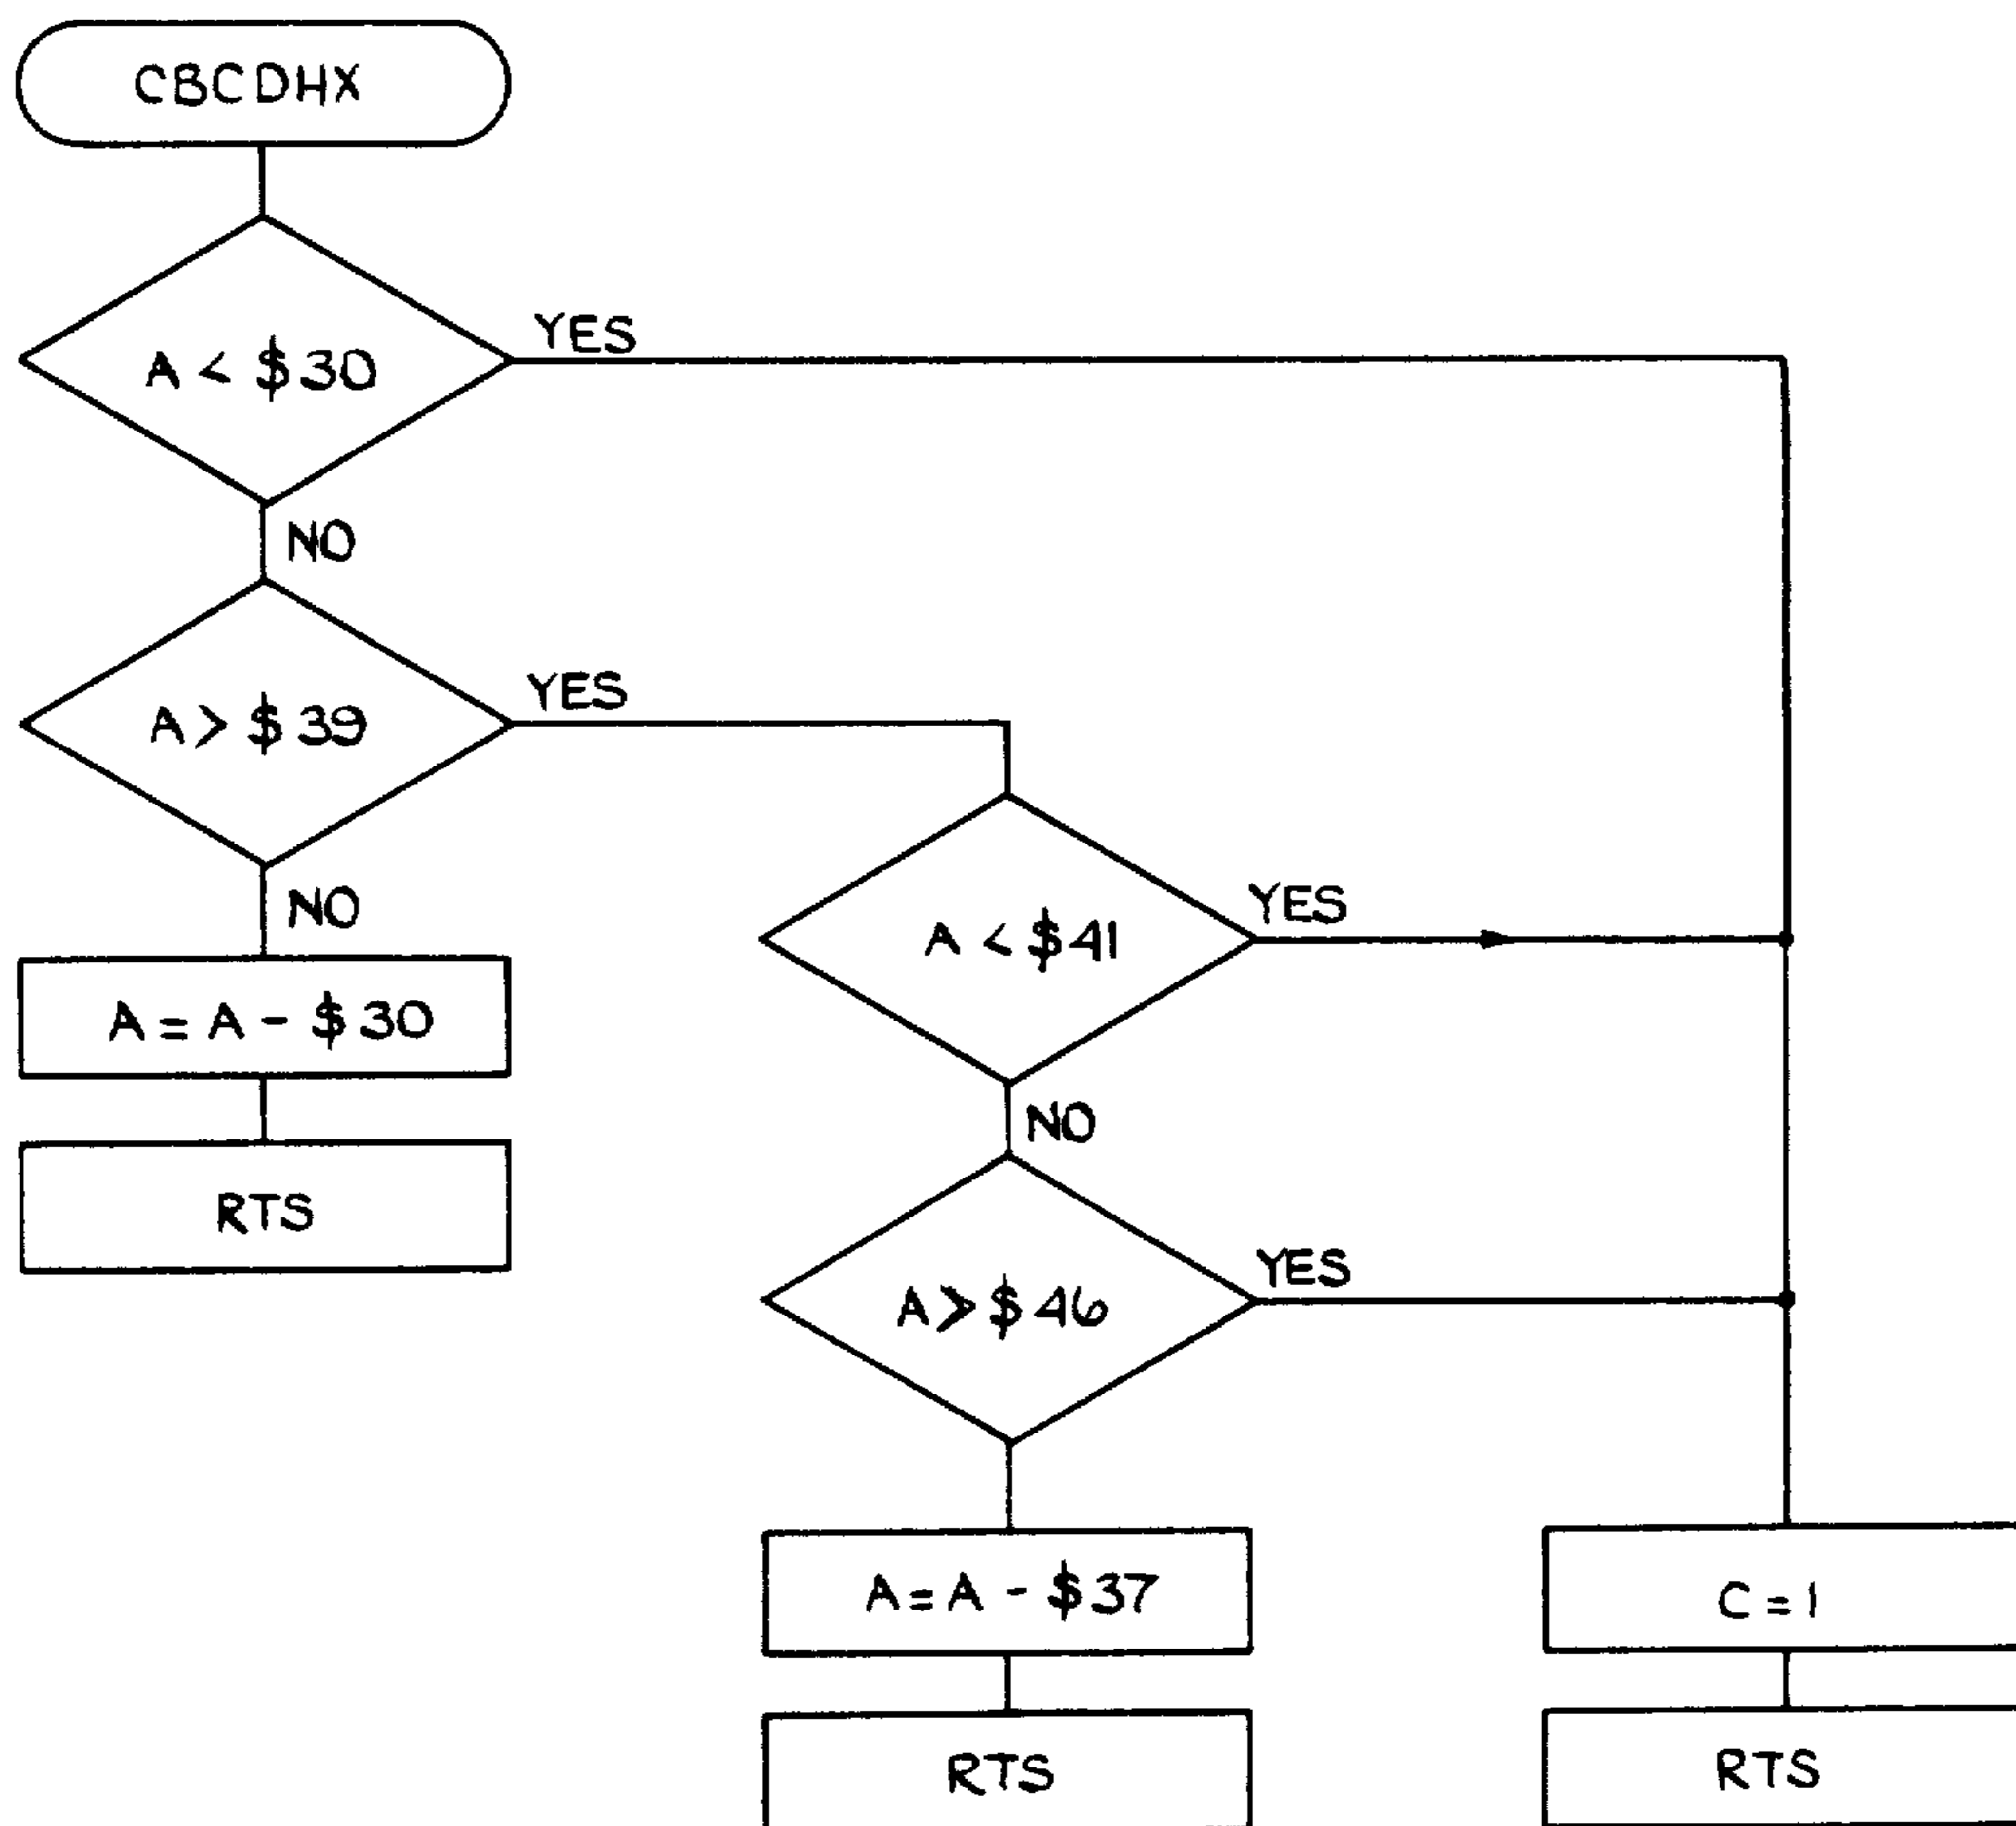 CBCDHX
A < $30
YES
NO
A > $39
YES
NO
A = A - $30
RTS
A < $41
YES
NO
A > $46
YES
A = A - $37
RTS
C = 1
RTS